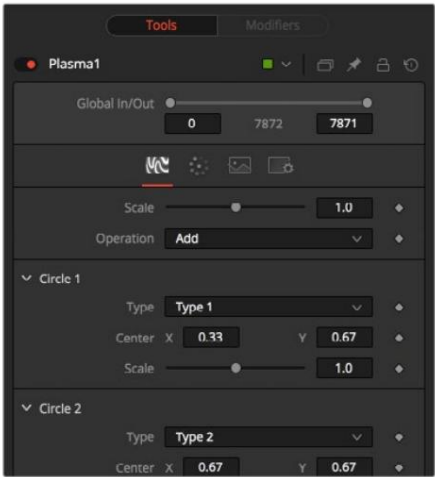 Tools Modifiers
Plasma1
Global In/Out
0 7872 7871
Scale 1.0
Operation Add
Circle 1
Type Type 1
Center X 0.33 Y 0.67
Scale 1.0
Circle 2
Type Type 2
Center X 0.67 Y 0.67